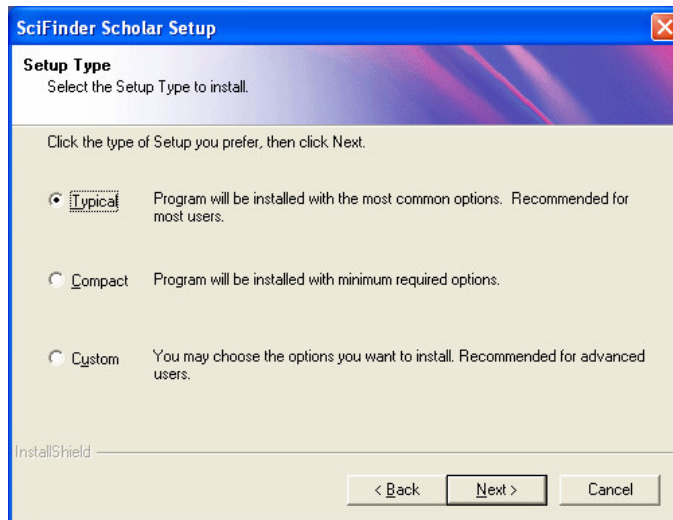 SciFinder Scholar Setup
Setup Type
Select the Setup Type to install.
Click the type of Setup you prefer, then click Next.
Typical Program will be installed with the most common options. Recommended for
most users.
Compact Program will be installed with minimum required options.
Custom You may choose the options you want to install. Recommended for advanced
users.
InstallShield
< Back Next > Cancel